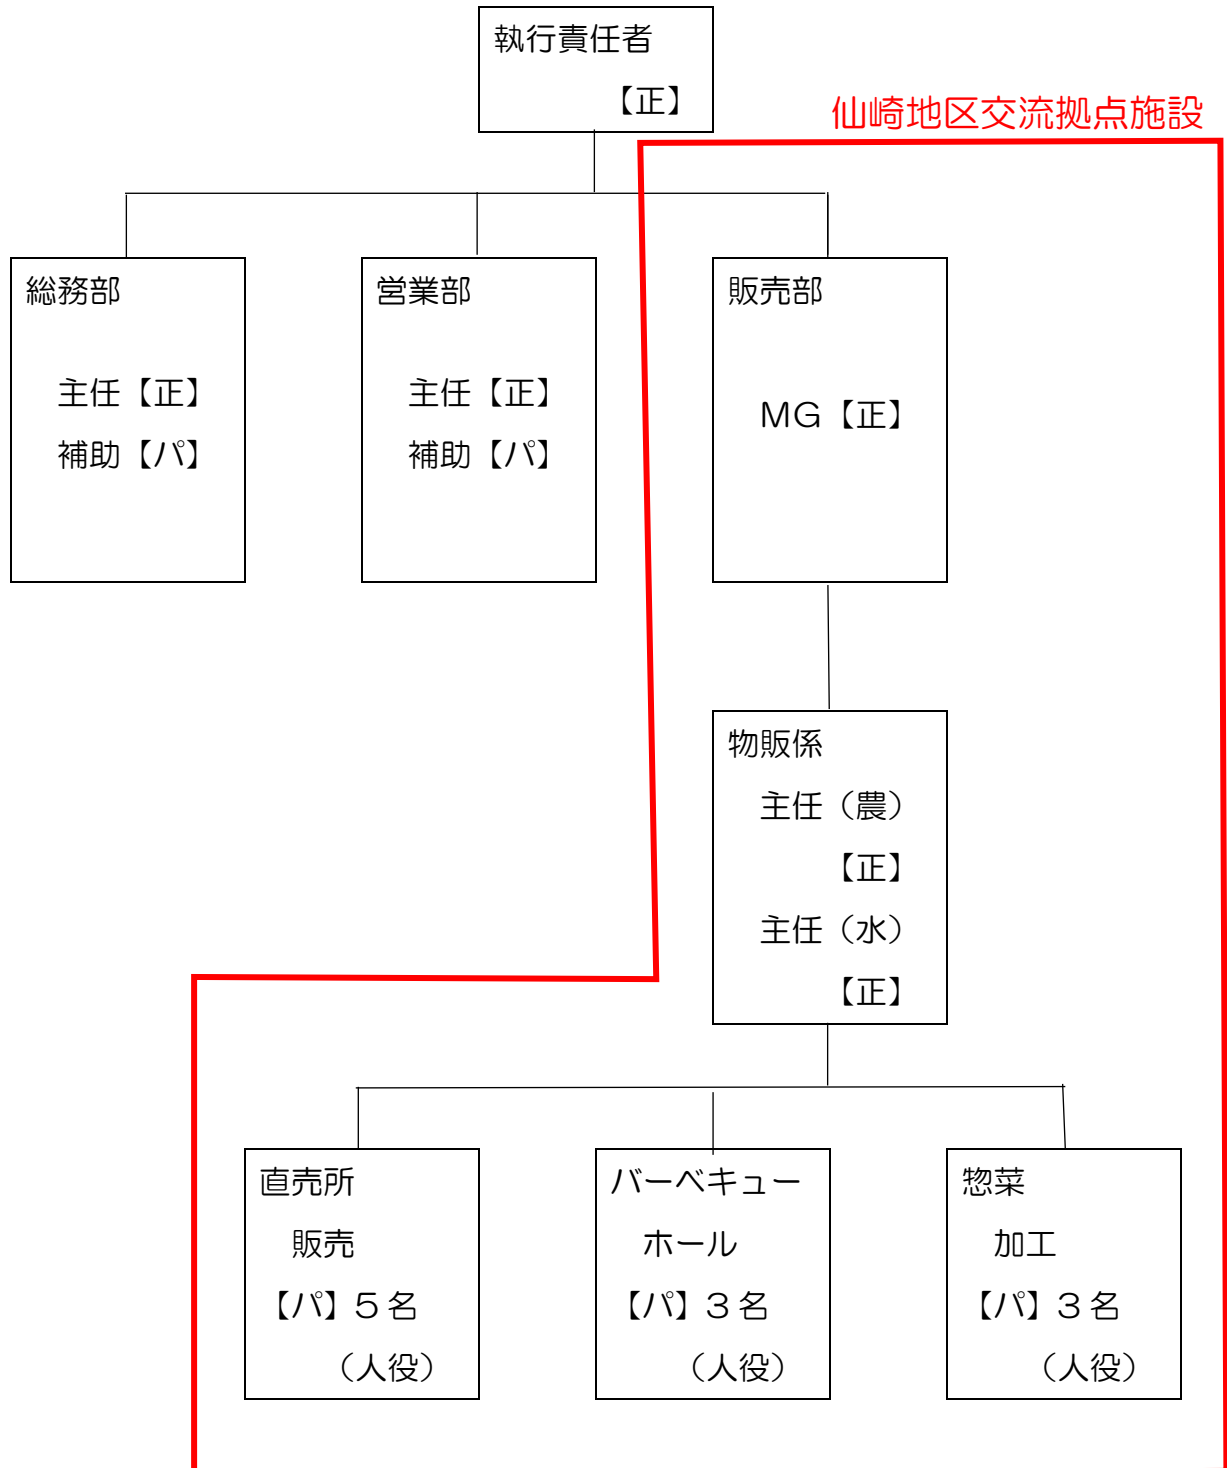 執行責任者
【正】
仙崎地区交流拠点施設
総務部
主任【正】
補助【パ】
営業部
主任【正】
補助【パ】
販売部
ＭＧ【正】
物販係
主任（農）
【正】
主任（水）
【正】
直売所
販売
【パ】５名
（人役）
バーベキュー
ホール
【パ】３名
（人役）
惣菜
加工
【パ】３名
（人役）